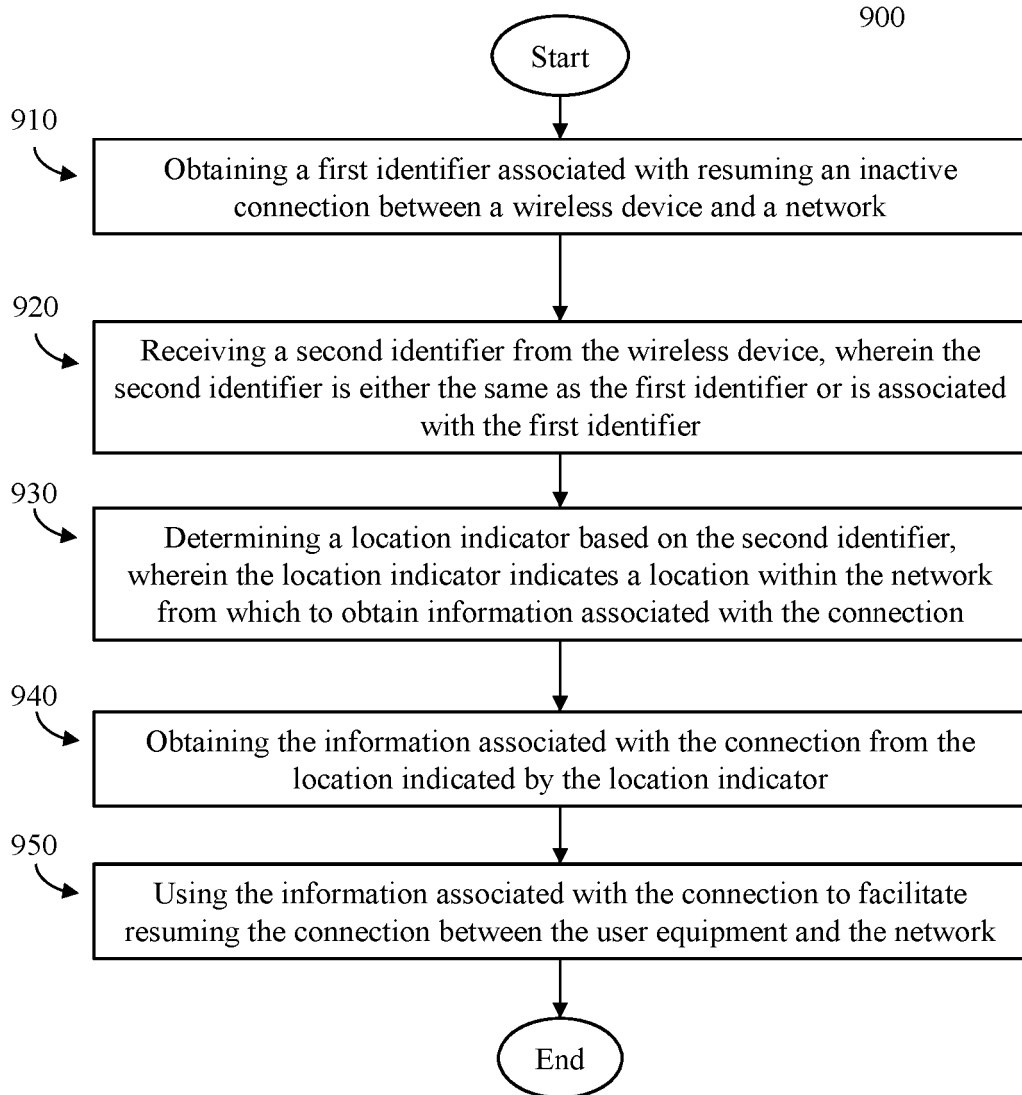 900
Start
910
Obtaining a first identifier associated with resuming an inactive
connection between a wireless device and a network
920
Receiving a second identifier from the wireless device, wherein the
second identifier is either the same as the first identifier or is associated
with the first identifier
930
Determining a location indicator based on the second identifier,
wherein the location indicator indicates a location within the network
from which to obtain information associated with the connection
940
Obtaining the information associated with the connection from the
location indicated by the location indicator
950
Using the information associated with the connection to facilitate
resuming the connection between the user equipment and the network
End